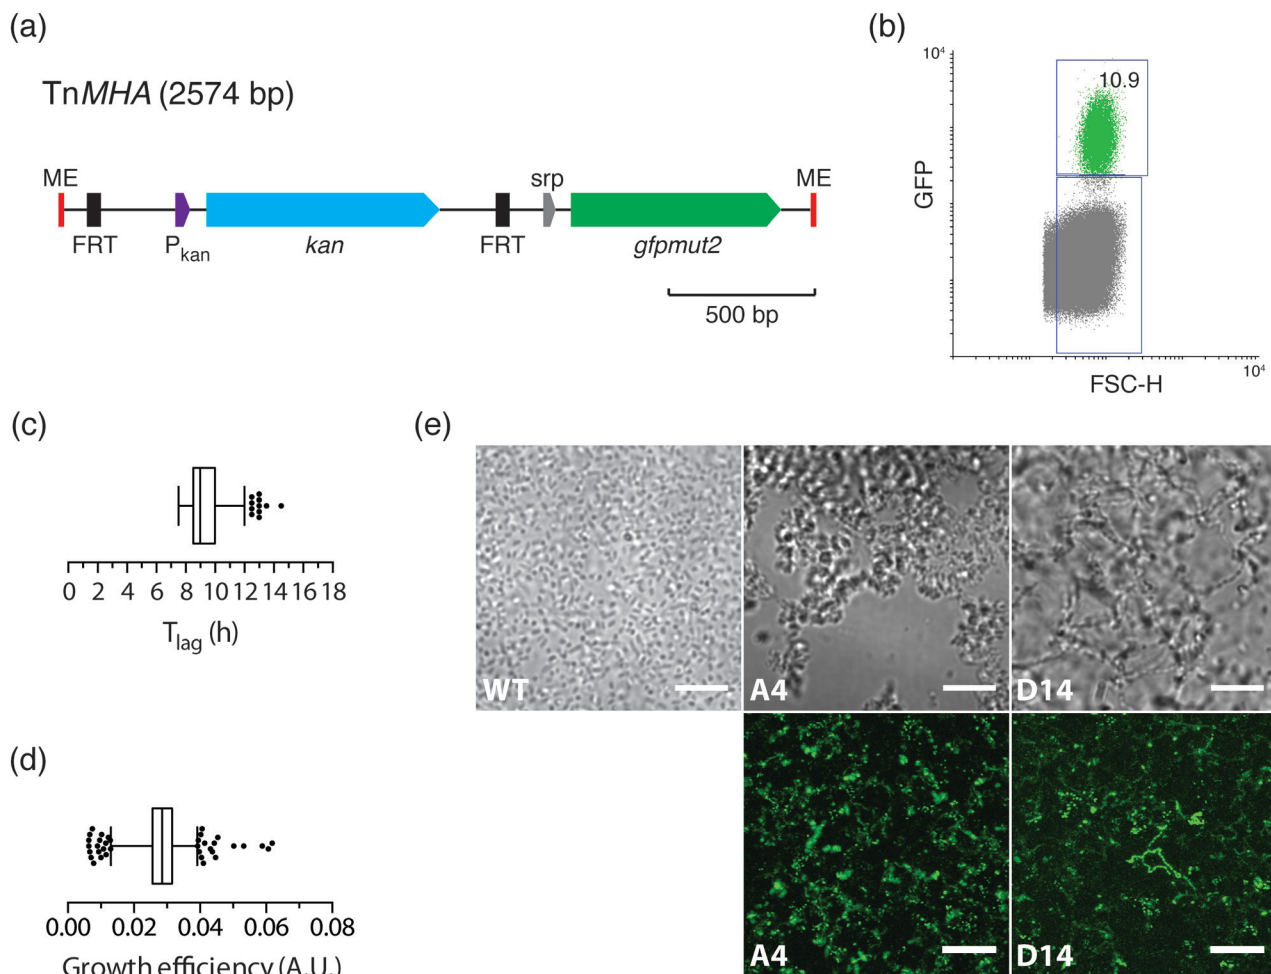 (a)
TnMHA (2574 bp)
ME
srp
ME
FRT
Pkan
kan
FRT
gfpmut2
500 bp
(b)
10⁴
10.9
GFP
10⁴
FSC-H
(c)
0 2 4 6 8 10 12 14 16 18
Tlag (h)
(d)
0.00 0.02 0.04 0.06 0.08
Growth efficiency (A.U.)
(e)
WT
A4
D14
A4
D14